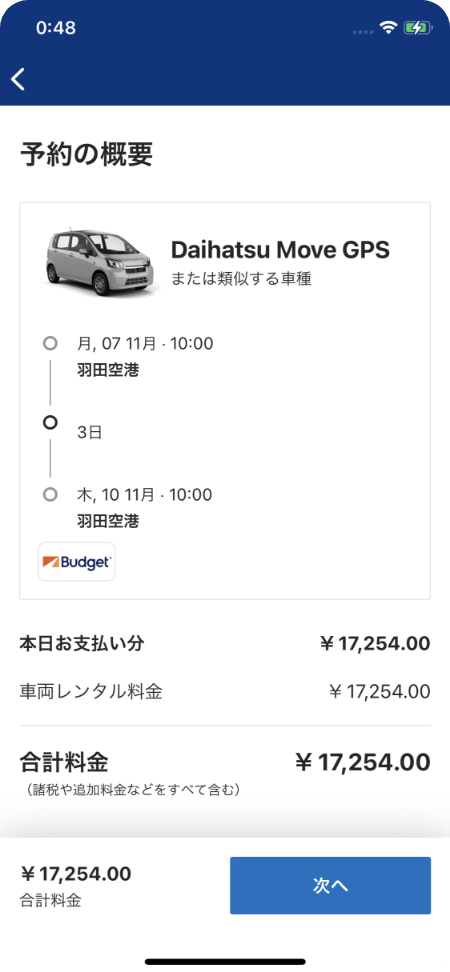 0:48
予約の概要
Daihatsu Move GPS
または類似する車種
月, 07 11月 · 10:00
羽田空港
3日
木, 10 11月 · 10:00
羽田空港
Budget
本日お支払い分 ￥17,254.00
車両レンタル料金 ￥17,254.00
合計料金 ￥17,254.00
（諸税や追加料金などをすべて含む）
￥17,254.00
合計料金
次へ